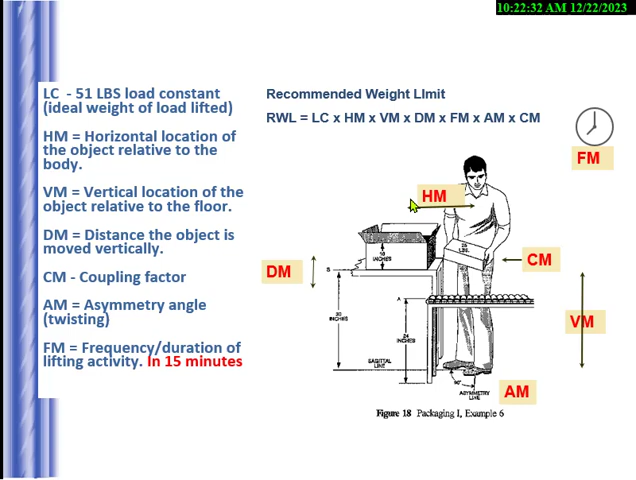 10:22:32 AM 12/22/2023
LC - 51 LBS load constant
(ideal weight of load lifted)
HM = Horizontal location of
the object relative to the
body.
VM = Vertical location of the
object relative to the floor.
DM = Distance the object is
moved vertically.
CM - Coupling factor
AM = Asymmetry angle
(twisting)
FM = Frequency/duration of
lifting activity. In 15 minutes
Recommended Weight LImit
RWL = LC x HM x VM x DM x FM x AM x CM
FM
HM
CM
DM
VM
AM
LBS.
INCHES
B
A
INCHES
24
INCHES
SAGITTAL
LINE
90°
ASYMMETRY
LINE
Figure 18 Packaging I, Example 6